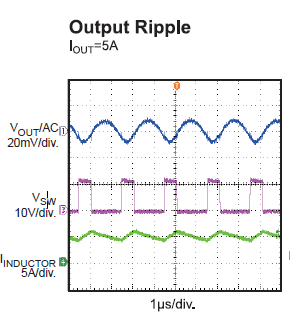 Output Ripple
IOUT=5A
VOUT/AC
20mV/div.
VSW
10V/div.
IINDUCTOR
5A/div.
1µs/div.